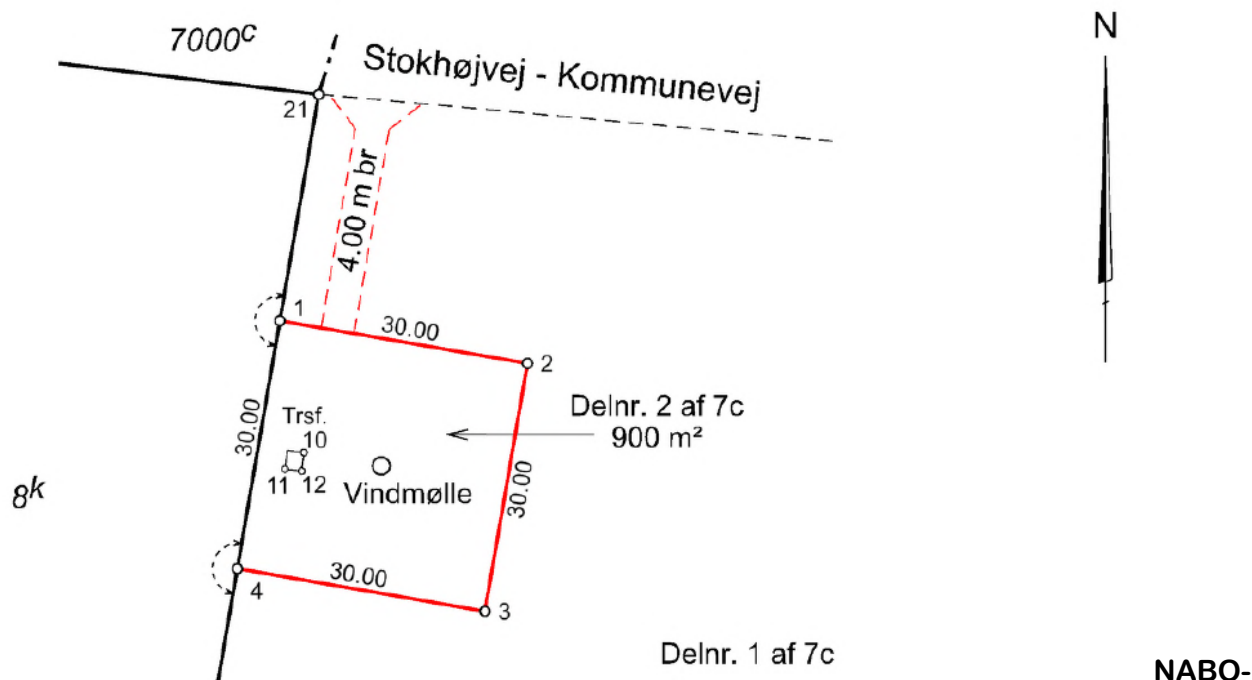 7000c
N
Stokhøjvej - Kommunevej
21
4.00 m br
1
30.00
2
Delnr. 2 af 7c
900 m²
30.00
Trsf.
10
11
12
Vindmølle
30.00
8k
30.00
4
3
Delnr. 1 af 7c
NABO-